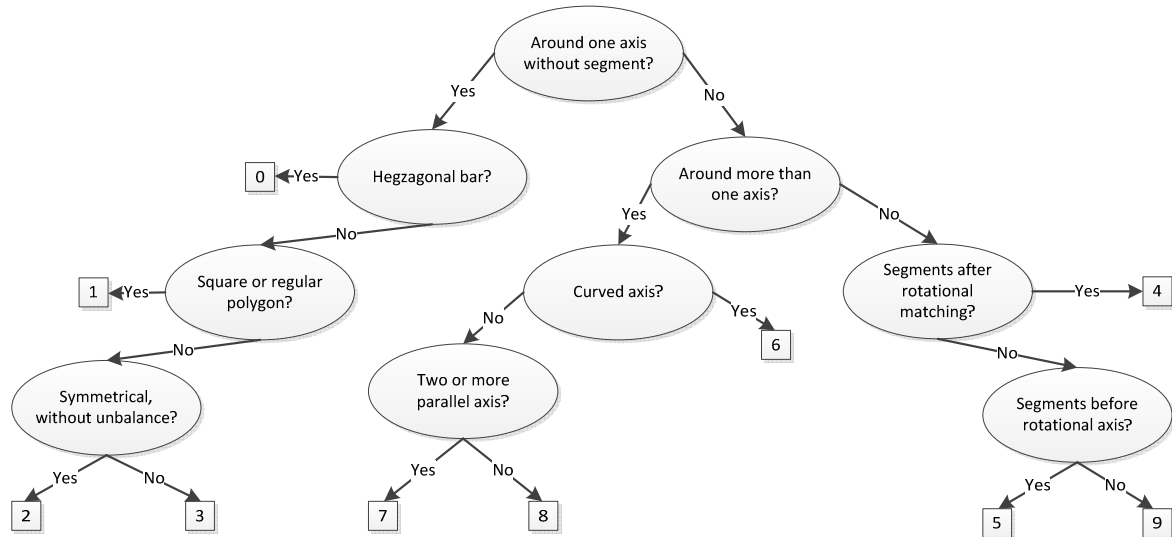 Around one axis
without segment?
Yes
No
Hegzagonal bar?
Yes
0
Around more than
one axis?
No
Yes
No
Square or regular
polygon?
Yes
1
Curved axis?
Segments after
rotational
matching?
Yes
4
No
Yes
6
No
No
Symmetrical,
without unbalance?
Two or more
parallel axis?
Segments before
rotational axis?
Yes
No
Yes
No
Yes
No
2
3
7
8
5
9